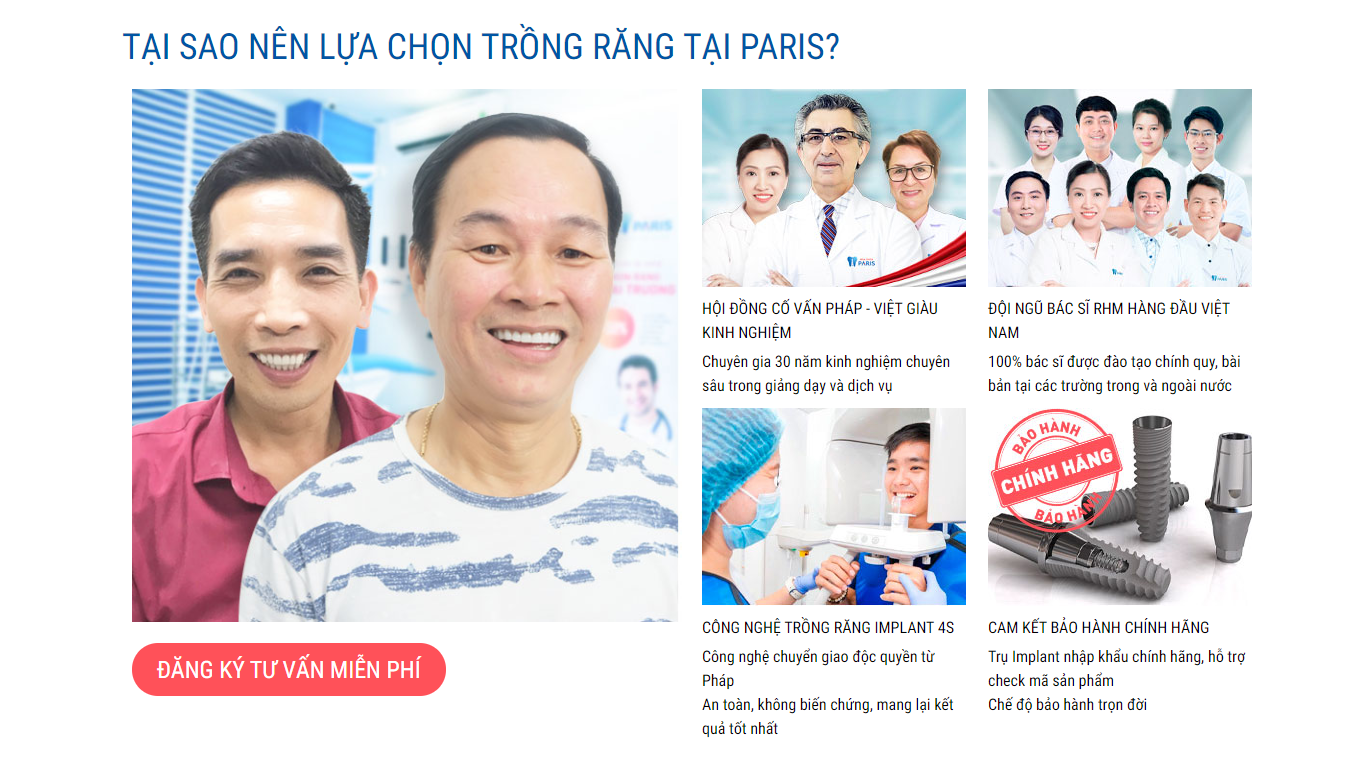 TẠI SAO NÊN LỰA CHỌN TRỒNG RĂNG TẠI PARIS?
PARIS
PARIS
HỘI ĐỒNG CỐ VẤN PHÁP - VIỆT GIÀU
KINH NGHIỆM
Chuyên gia 30 năm kinh nghiệm chuyên
sâu trong giảng dạy và dịch vụ
ĐỘI NGŨ BÁC SĨ RHM HÀNG ĐẦU VIỆT
NAM
100% bác sĩ được đào tạo chính quy, bài
bản tại các trường trong và ngoài nước
BẢO HÀNH
CHÍNH HÃNG
BẢO HÀNH
CÔNG NGHỆ TRỒNG RĂNG IMPLANT 4S
Công nghệ chuyển giao độc quyền từ
Pháp
An toàn, không biến chứng, mang lại kết
quả tốt nhất
CAM KẾT BẢO HÀNH CHÍNH HÃNG
Trụ Implant nhập khẩu chính hãng, hỗ trợ
check mã sản phẩm
Chế độ bảo hành trọn đời
ĐĂNG KÝ TƯ VẤN MIỄN PHÍ